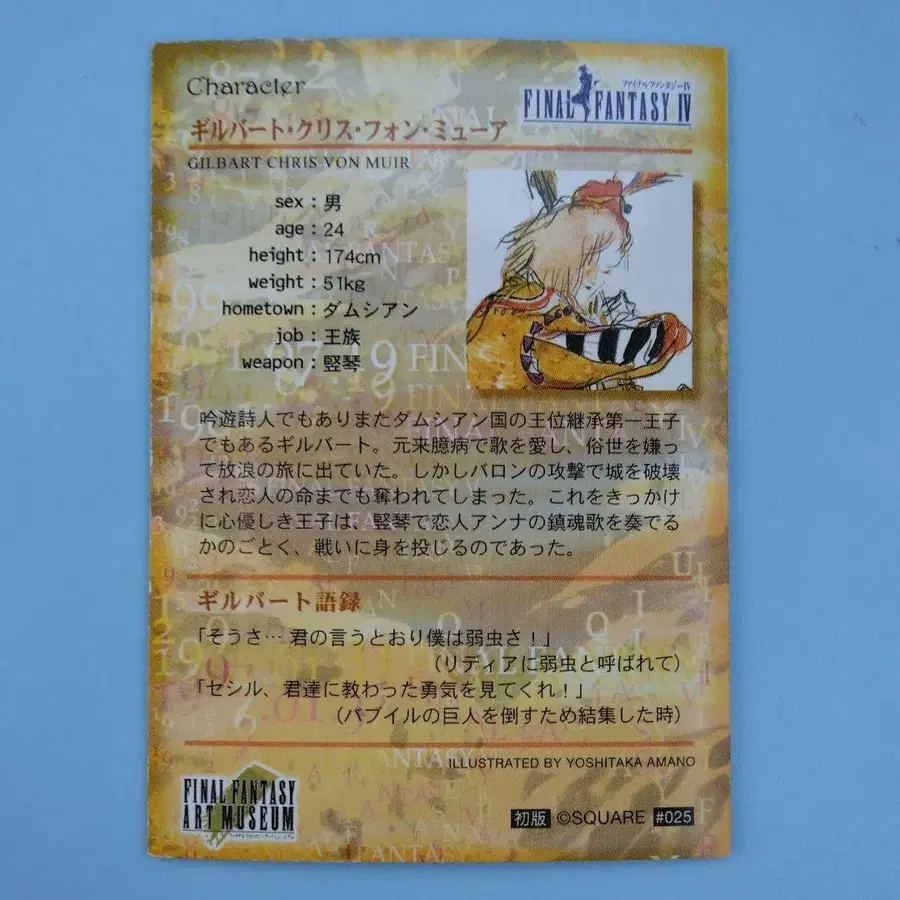 Character
ファイナルファンタジーIV
FINAL FANTASY IV
ギルバート・クリス・フォン・ミューア
GILBART CHRIS VON MUIR
sex：男
age：24
height：174cm
weight：51kg
hometown：ダムシアン
job：王族
weapon：竪琴
吟遊詩人でもありまたダムシアン国の王位継承第一王子
でもあるギルバート。元来臆病で歌を愛し、俗世を嫌っ
て放浪の旅に出ていた。しかしバロンの攻撃で城を破壊
され恋人の命までも奪われてしまった。これをきっかけ
に心優しき王子は、竪琴で恋人アンナの鎮魂歌を奏でる
かのごとく、戦いに身を投じるのであった。
ギルバート語録
「そうさ… 君の言うとおり僕は弱虫さ！」
（リディアに弱虫と呼ばれて）
「セシル、君達に教わった勇気を見てくれ！」
（バブイルの巨人を倒すため結集した時）
ILLUSTRATED BY YOSHITAKA AMANO
FINAL FANTASY
ART MUSEUM
初版 ©SQUARE #025